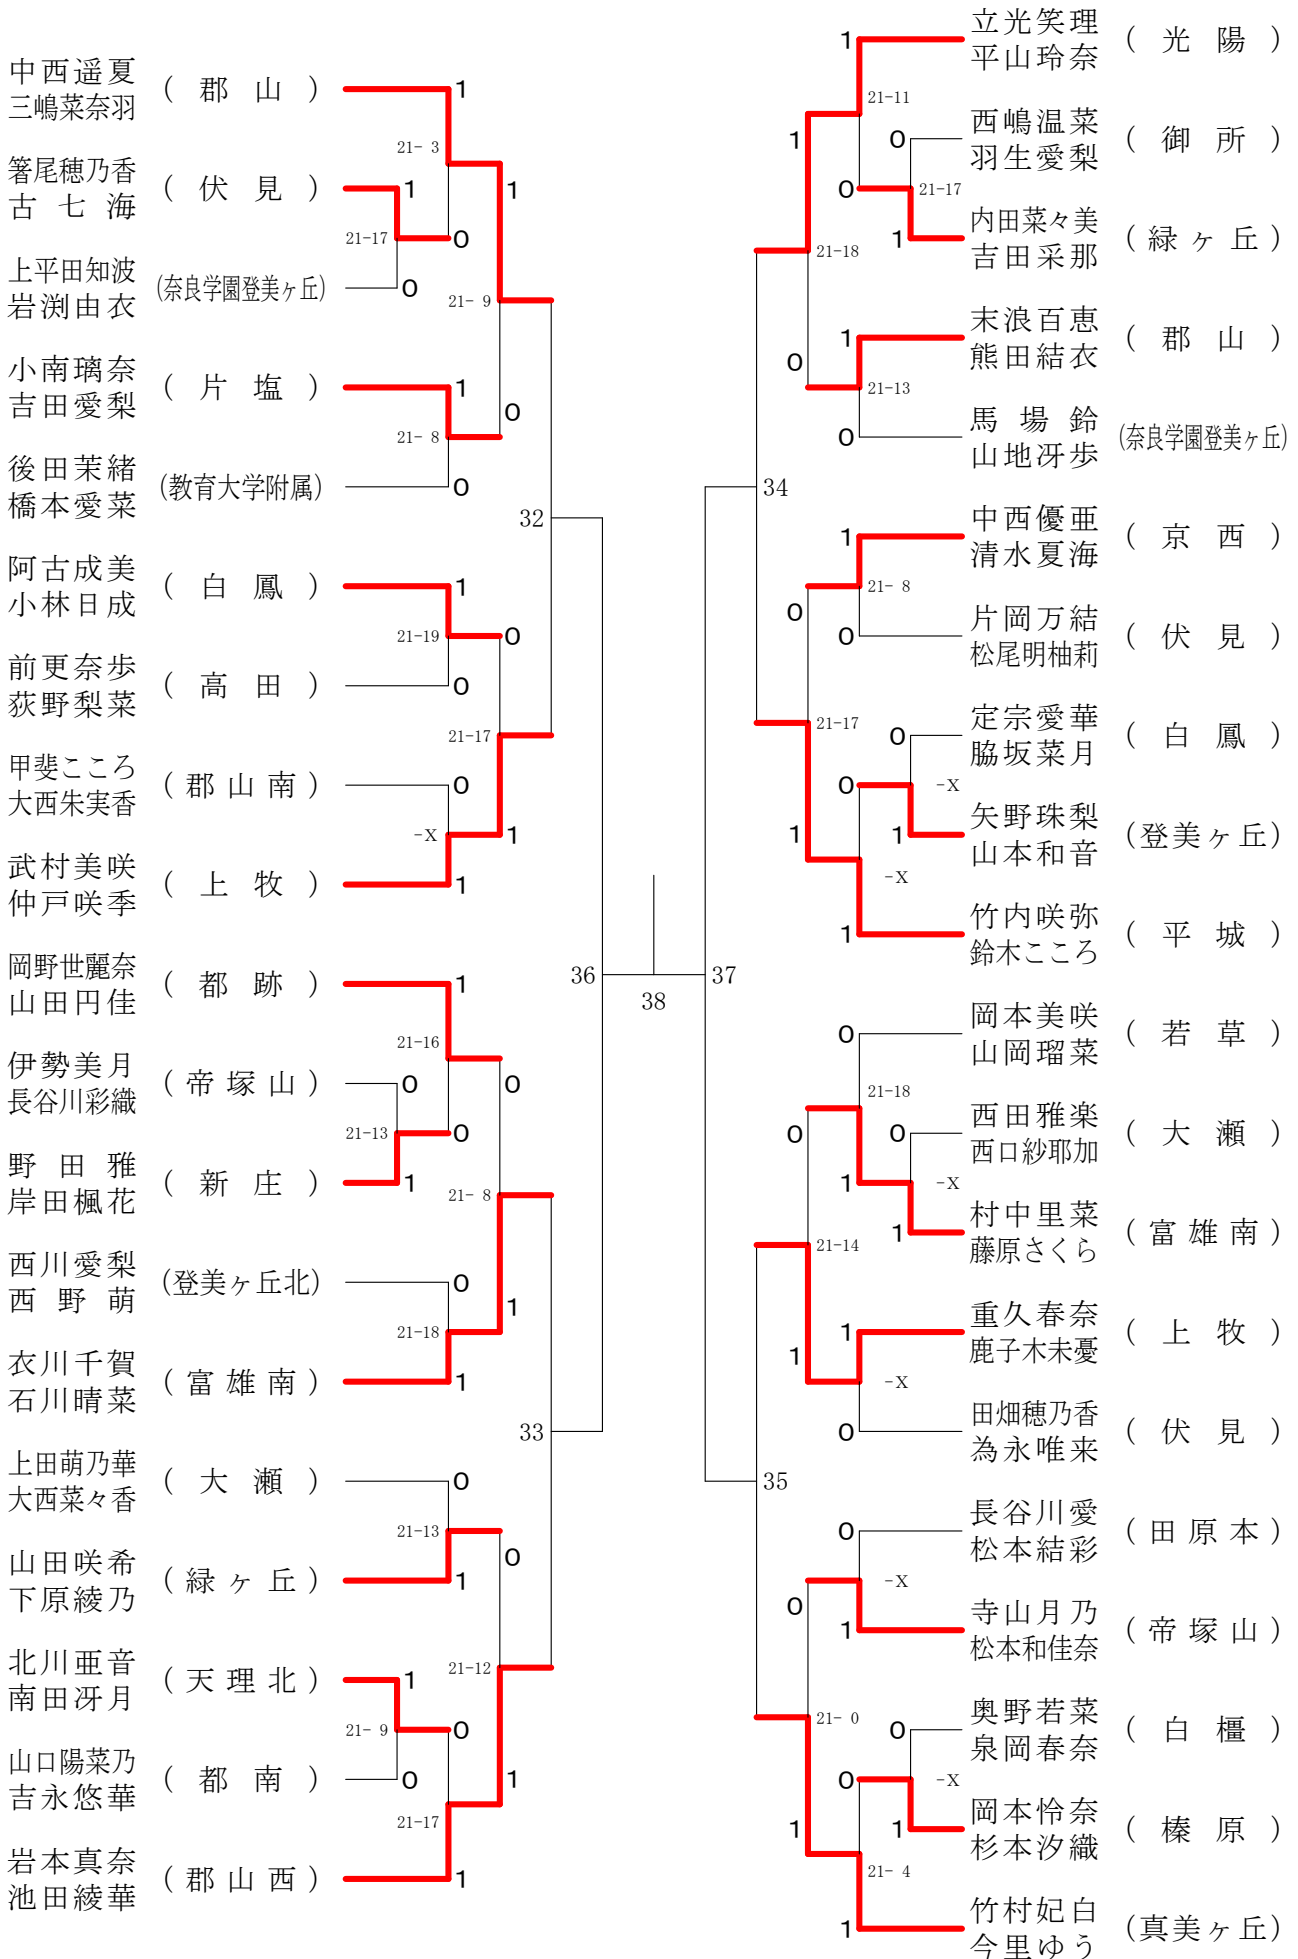 中西遥夏
三嶋菜奈羽
(郡山)
1
21- 3
箸尾穂乃香
古七海
(伏見)
1
1
21-17
0
上平田知波
岩渕由衣
(奈良学園登美ヶ丘)
0
21- 9
小南璃奈
吉田愛梨
(片塩)
1
0
21- 8
後田茉緒
橋本愛菜
(教育大学附属)
0
32
阿古成美
小林日成
(白鳳)
1
21-19
0
前更奈歩
荻野梨菜
(高田)
0
21-17
甲斐こころ
大西朱実香
(郡山南)
0
-X
1
武村美咲
仲戸咲季
(上牧)
1
36
岡野世麗奈
山田円佳
(都跡)
1
21-16
伊勢美月
長谷川彩織
(帝塚山)
0
0
21-13
0
野田雅
岸田楓花
(新庄)
1
21- 8
西川愛梨
西野萌
(登美ヶ丘北)
0
1
21-18
衣川千賀
石川晴菜
(富雄南)
1
33
上田萌乃華
大西菜々香
(大瀬)
0
21-13
0
山田咲希
下原綾乃
(緑ヶ丘)
1
21-12
北川亜音
南田冴月
(天理北)
1
21- 9
0
山口陽菜乃
吉永悠華
(都南)
0
1
21-17
岩本真奈
池田綾華
(郡山西)
1
38
立光笑理
平山玲奈
(光陽)
1
21-11
西嶋温菜
羽生愛梨
(御所)
0
1
21-17
0
内田菜々美
吉田采那
(緑ヶ丘)
1
21-18
末浪百恵
熊田結衣
(郡山)
1
0
21-13
馬場鈴
山地冴歩
(奈良学園登美ヶ丘)
0
34
中西優亜
清水夏海
(京西)
1
21- 8
0
片岡万結
松尾明柚莉
(伏見)
0
21-17
定宗愛華
脇坂菜月
(白鳳)
0
-X
0
矢野珠梨
山本和音
(登美ヶ丘)
1
1
-X
竹内咲弥
鈴木こころ
(平城)
1
37
岡本美咲
山岡瑠菜
(若草)
0
21-18
西田雅楽
西口紗耶加
(大瀬)
0
0
-X
1
村中里菜
藤原さくら
(富雄南)
1
21-14
重久春奈
鹿子木未憂
(上牧)
1
1
-X
田畑穂乃香
為永唯来
(伏見)
0
35
長谷川愛
松本結彩
(田原本)
0
-X
0
寺山月乃
松本和佳奈
(帝塚山)
1
21- 0
奥野若菜
泉岡春奈
(白橿)
0
-X
0
岡本怜奈
杉本汐織
(榛原)
1
1
21- 4
竹村妃白
今里ゆう
(真美ヶ丘)
1